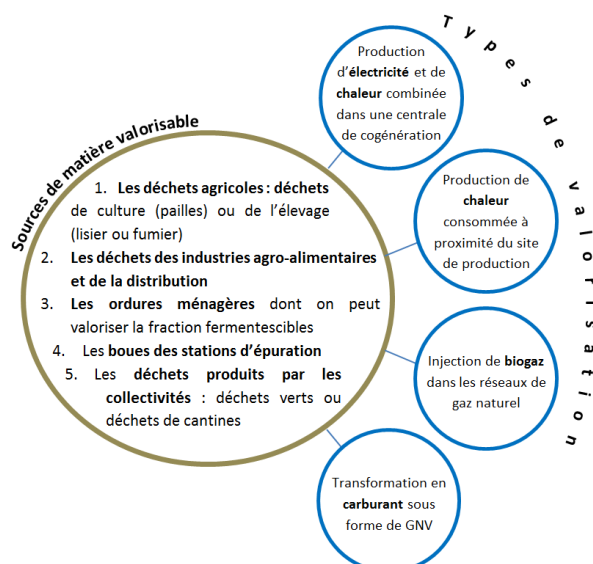 Types de valorisation
Production
d'électricité et de
chaleur combinée
dans une centrale
de cogénération
Sources de matière valorisable
1. Les déchets agricoles : déchets
de culture (pailles) ou de l'élevage
(lisier ou fumier)
2. Les déchets des industries agro-alimentaires
et de la distribution
3. Les ordures ménagères dont on peut
valoriser la fraction fermentescibles
4. Les boues des stations d'épuration
5. Les déchets produits par les
collectivités : déchets verts ou
déchets de cantines
Production de
chaleur
consommée à
proximité du site
de production
Injection de biogaz
dans les réseaux de
gaz naturel
Transformation en
carburant sous
forme de GNV